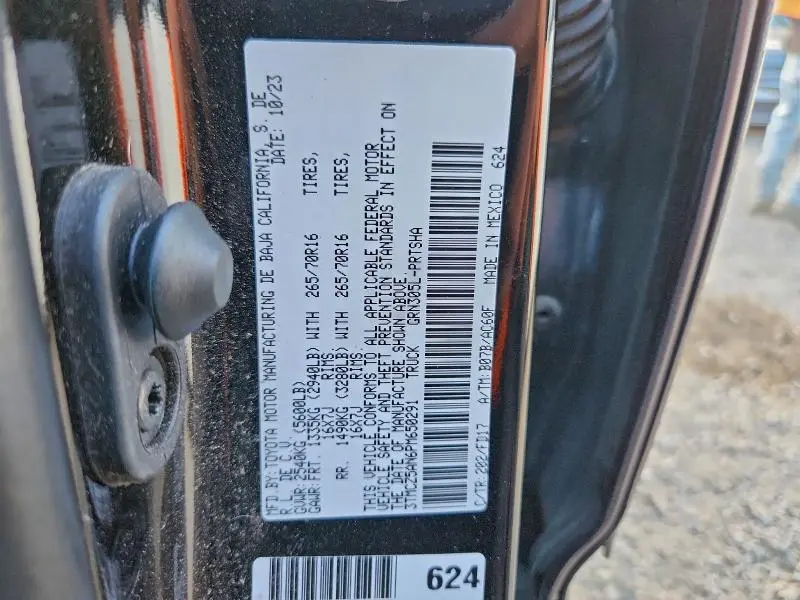 MFD.BY:TOYOTA MOTOR MANUFACTURING DE BAJA CALIFORNIA, S. DE
R.L. DE C.V. DATE: 10/23
GVWR:2540KG (5600LB)
GAWR:FRT. 1335KG (2940LB) WITH 265/70R16 TIRES,
16X7J RIMS,
RR. 1490KG (3280LB) WITH 265/70R16 TIRES,
16X7J RIMS.
THIS VEHICLE CONFORMS TO ALL APPLICABLE FEDERAL MOTOR
VEHICLE SAFETY AND THEFT PREVENTION STANDARDS IN EFFECT ON
THE DATE OF MANUFACTURE SHOWN ABOVE.
3TMCZ5AN6PM650291 TRUCK GRN305L-PRTSHA
C/TR:202/FD17 A/TM:B07B/AC60F MADE IN MEXICO 624
624